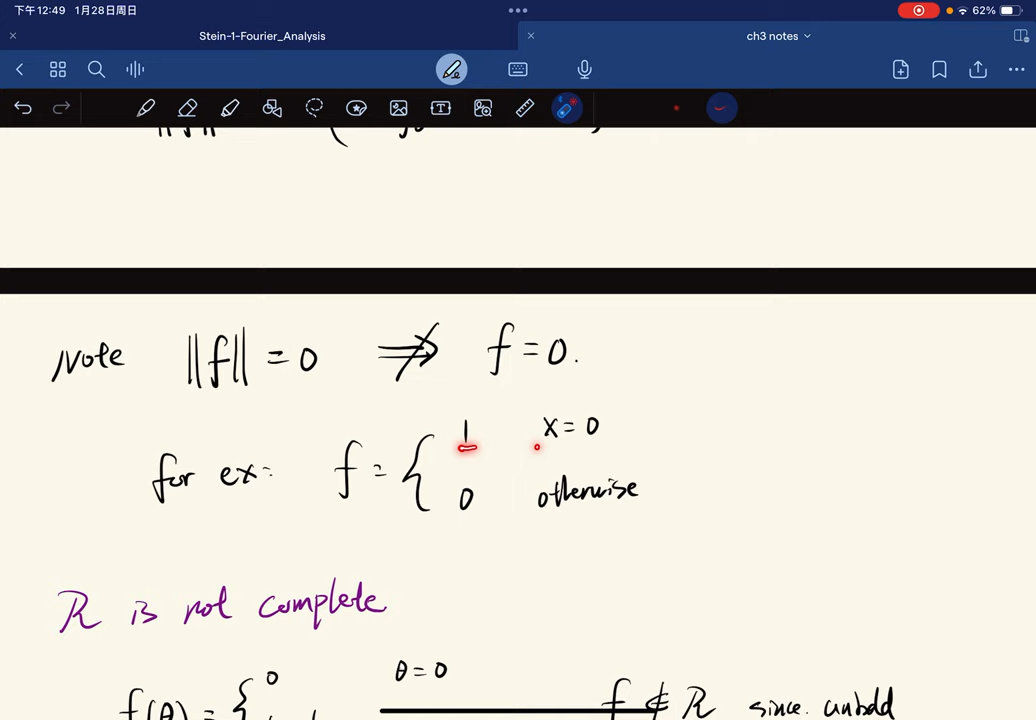 下午12:49 1月28日周日
62%
Stein-1-Fourier_Analysis
ch3 notes
Note ||f|| = 0 ⇏ f = 0.
for ex: f = { 1 x = 0
0 otherwise
R is not complete
f(θ) = { 0 θ = 0
f ∉ R since unbdd